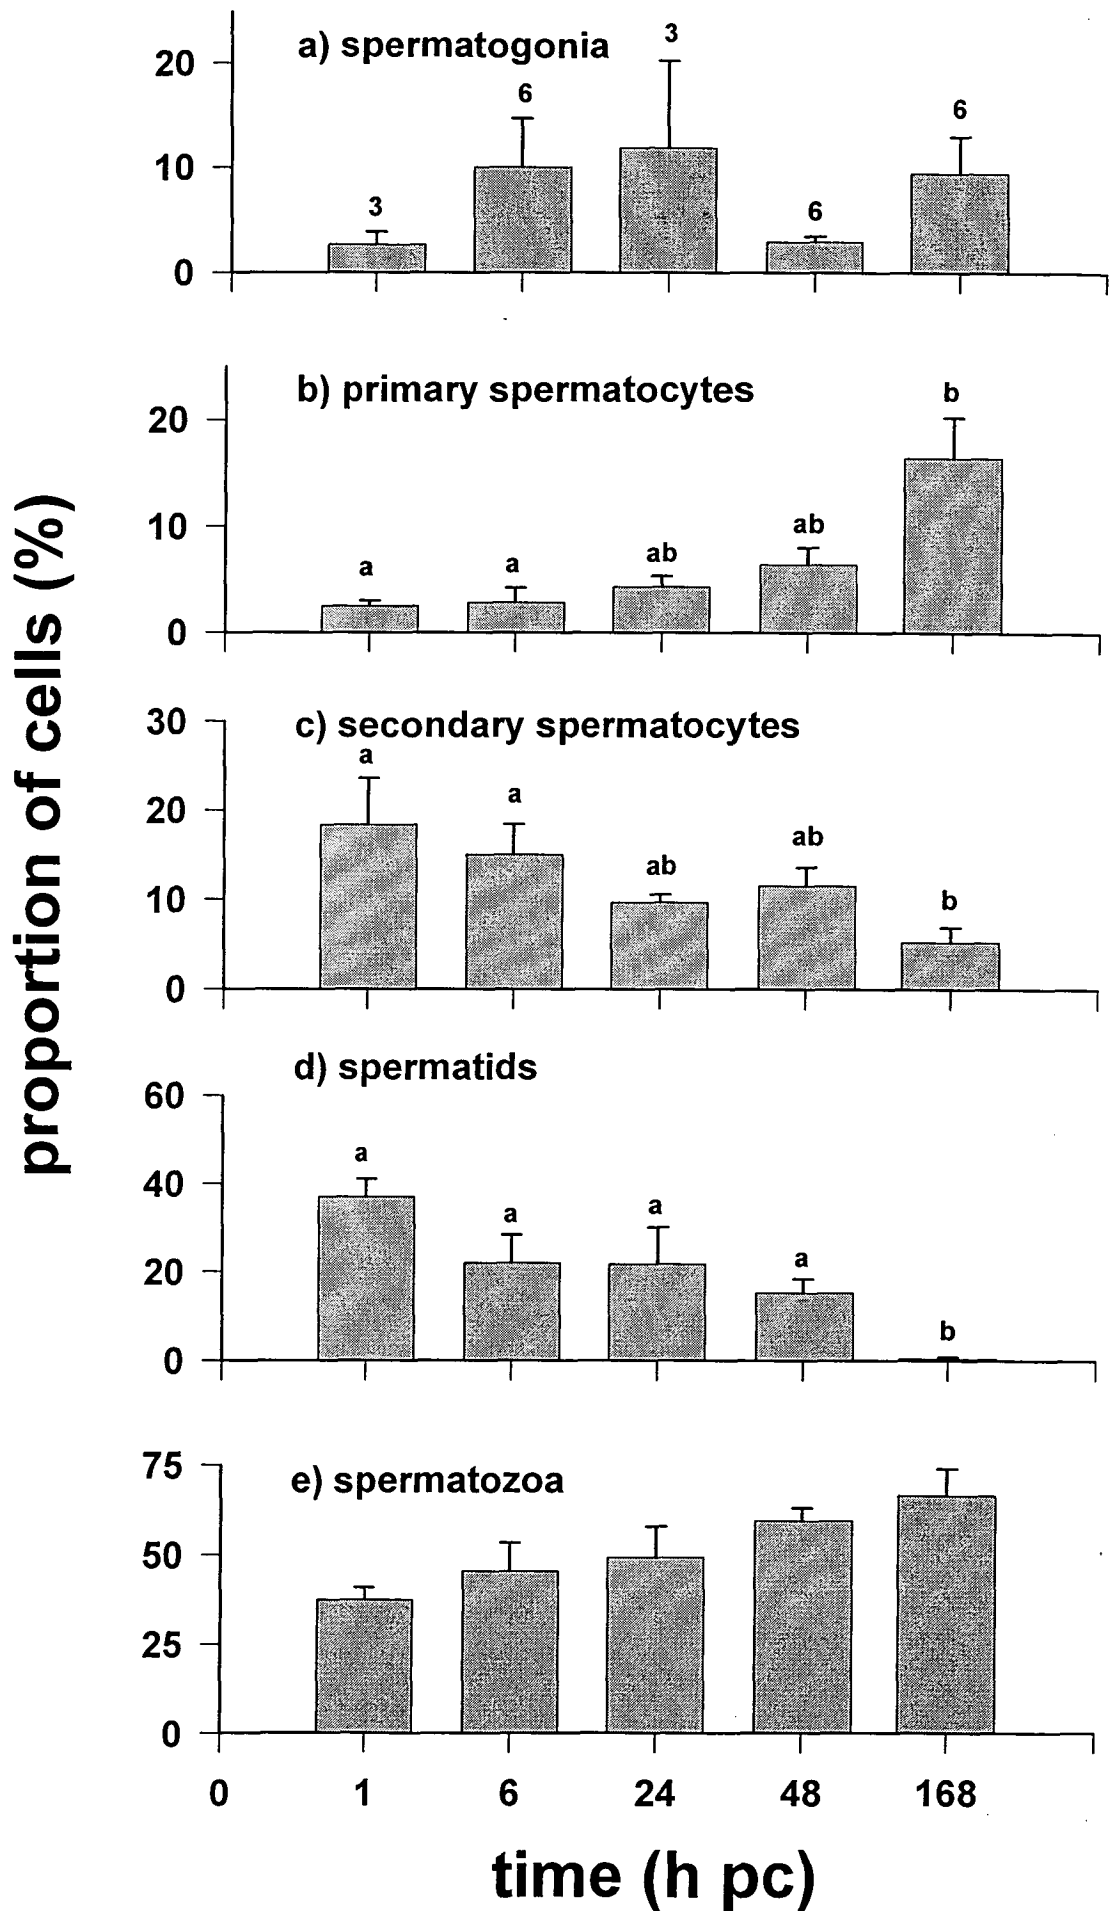 a) spermatogonia
20
10
0
3
6
3
6
6
b) primary spermatocytes
20
10
0
a
a
ab
ab
b
c) secondary spermatocytes
30
20
10
0
a
a
ab
ab
b
d) spermatids
60
40
20
0
a
a
a
a
b
e) spermatozoa
75
50
25
0
0 1 6 24 48 168
time (h pc)
proportion of cells (%)